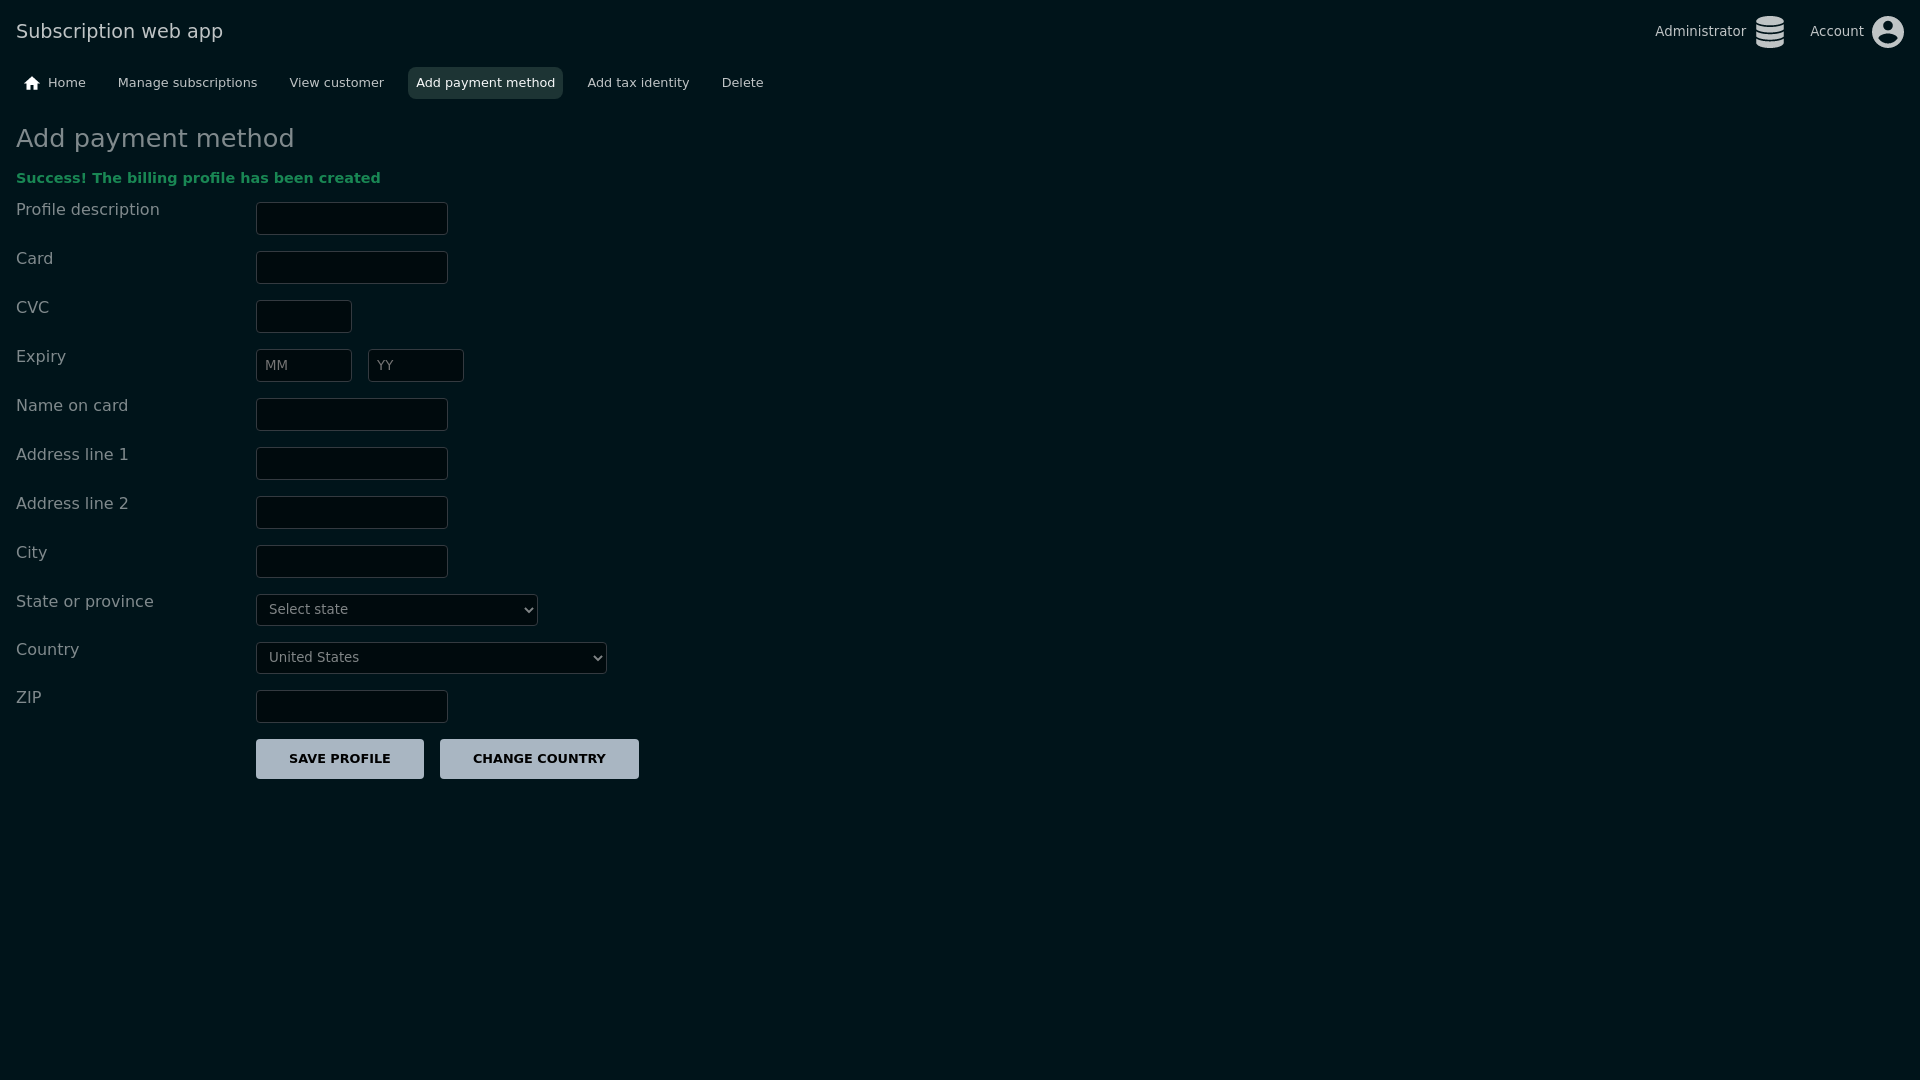 Subscription web app
Administrator
Account
Home
Manage subscriptions
View customer
Add payment method
Add tax identity
Delete
Add payment method
Success! The billing profile has been created
Profile description
Card
CVC
Expiry
MM
YY
Name on card
Address line 1
Address line 2
City
State or province
Select state
Country
United States
ZIP
SAVE PROFILE
CHANGE COUNTRY